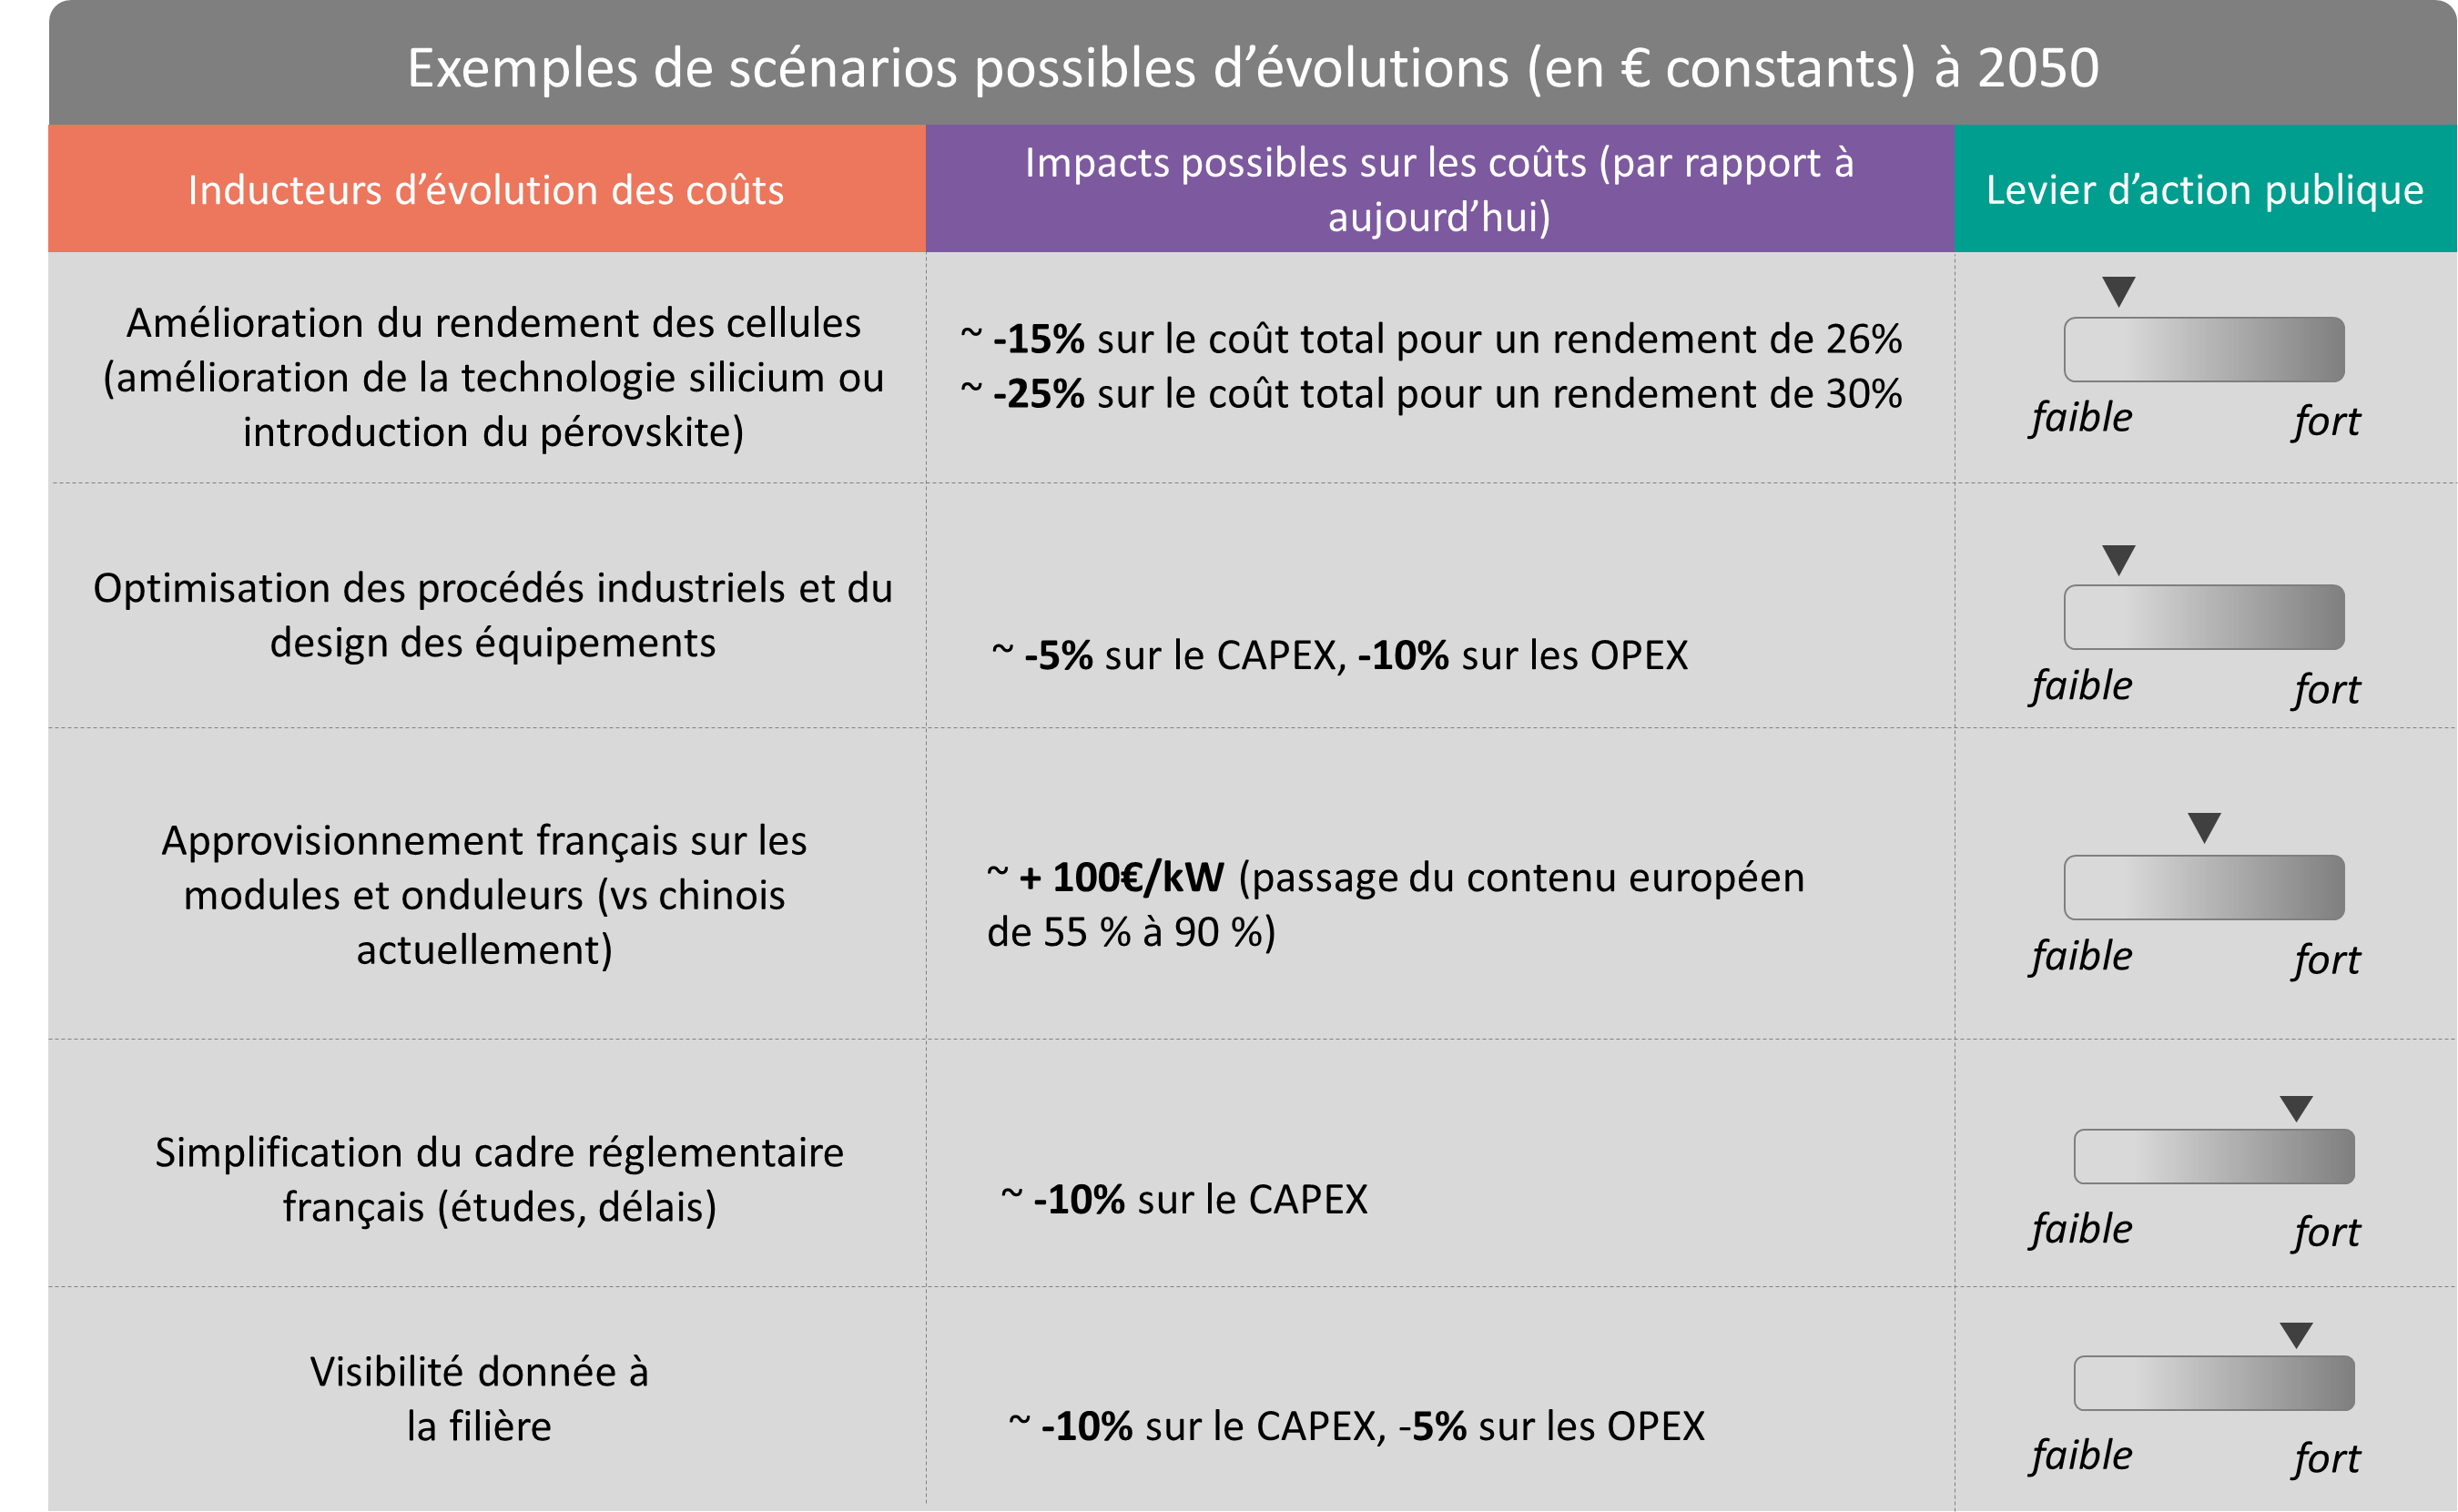 Exemples de scénarios possibles d’évolutions (en € constants) à 2050
Inducteurs d’évolution des coûts
Impacts possibles sur les coûts (par rapport à
aujourd’hui)
Levier d’action publique
Amélioration du rendement des cellules
(amélioration de la technologie silicium ou
introduction du pérovskite)
~ -15% sur le coût total pour un rendement de 26%
~ -25% sur le coût total pour un rendement de 30%
faible
fort
Optimisation des procédés industriels et du
design des équipements
~ -5% sur le CAPEX, -10% sur les OPEX
faible
fort
Approvisionnement français sur les
modules et onduleurs (vs chinois
actuellement)
~ + 100€/kW (passage du contenu européen
de 55 % à 90 %)
faible
fort
Simplification du cadre réglementaire
français (études, délais)
~ -10% sur le CAPEX
faible
fort
Visibilité donnée à
la filière
~ -10% sur le CAPEX, -5% sur les OPEX
faible
fort